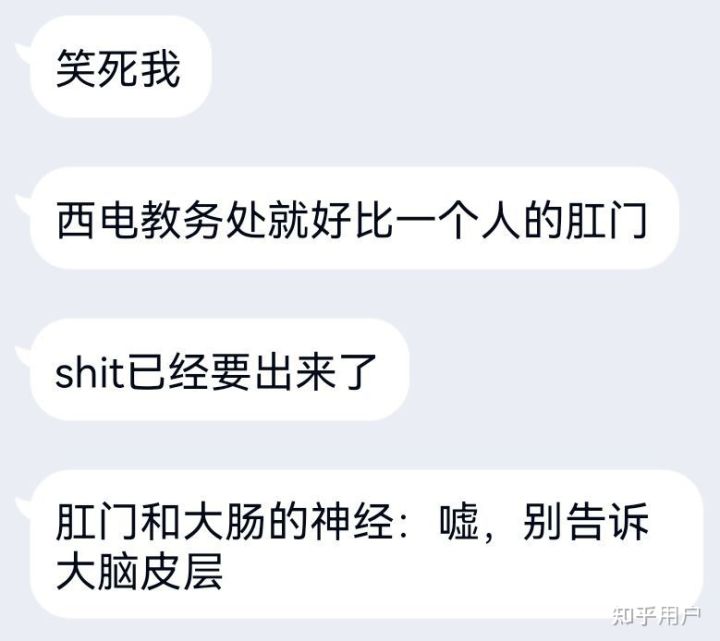 笑死我
西电教务处就好比一个人的肛门
shit已经要出来了
肛门和大肠的神经：嘘，别告诉
大脑皮层
知乎用户